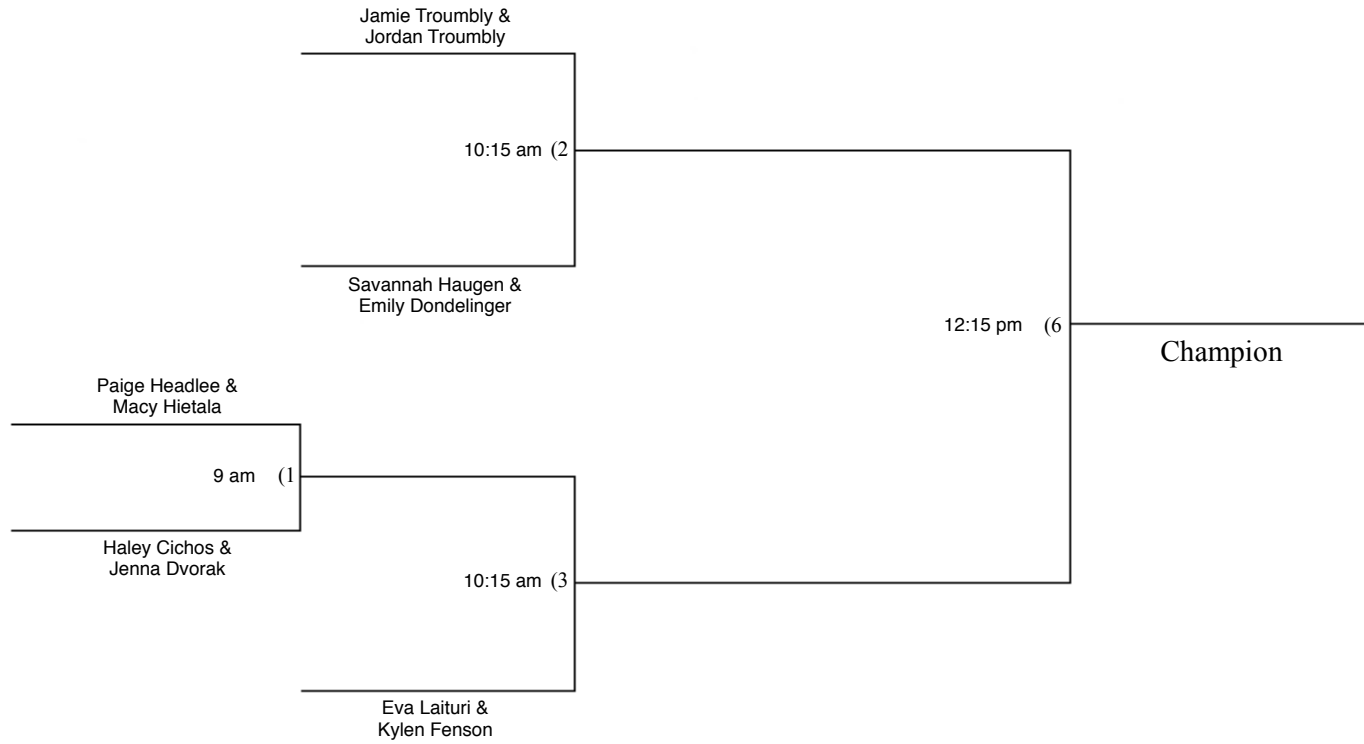 Jamie Troumbly &
Jordan Troumbly
10:15 am (2
Savannah Haugen &
Emily Dondelinger
12:15 pm (6
Champion
Paige Headlee &
Macy Hietala
9 am (1
Haley Cichos &
Jenna Dvorak
10:15 am (3
Eva Laituri &
Kylen Fenson